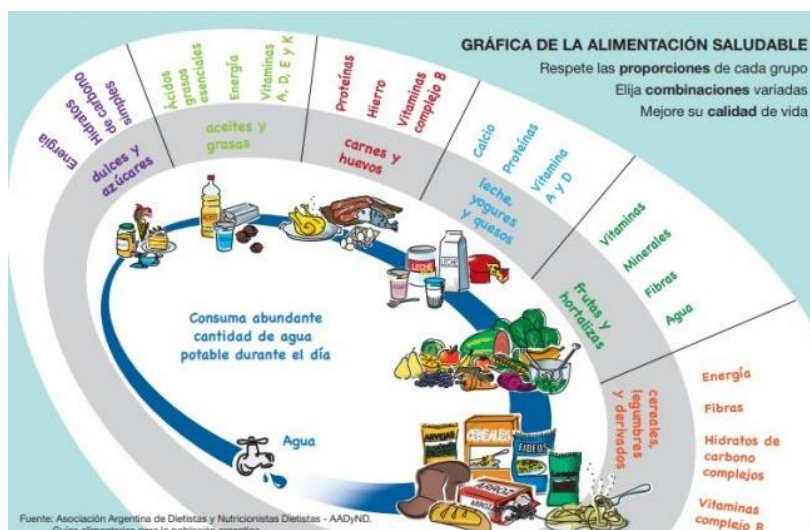 GRÁFICA DE LA ALIMENTACIÓN SALUDABLE
Respete las proporciones de cada grupo
Elija combinaciones variadas
Mejore su calidad de vida
Energía
Hidratos
de carbono
simples
dulces y
azúcares
Ácidos
grasos
esenciales
Energía
Vitaminas
A, D, E y K
aceites y
grasas
Proteínas
Hierro
Vitaminas
complejo B
carnes y
huevos
Calcio
Proteínas
Vitamina
A y D
leche,
yogures
y quesos
Vitaminas
Minerales
Fibras
Agua
frutas y
hortalizas
Energía
Fibras
Hidratos de
carbono
complejos
Vitaminas
complejo B
cereales,
legumbres
y derivados
LECHE
LECHE
Consuma abundante
cantidad de agua
potable durante el día
Agua
ARVEJAS
CEREALES
FIDEOS
ARROZ
ARROZ
Fuente: Asociación Argentina de Dietistas y Nutricionistas Dietistas - AADyND.